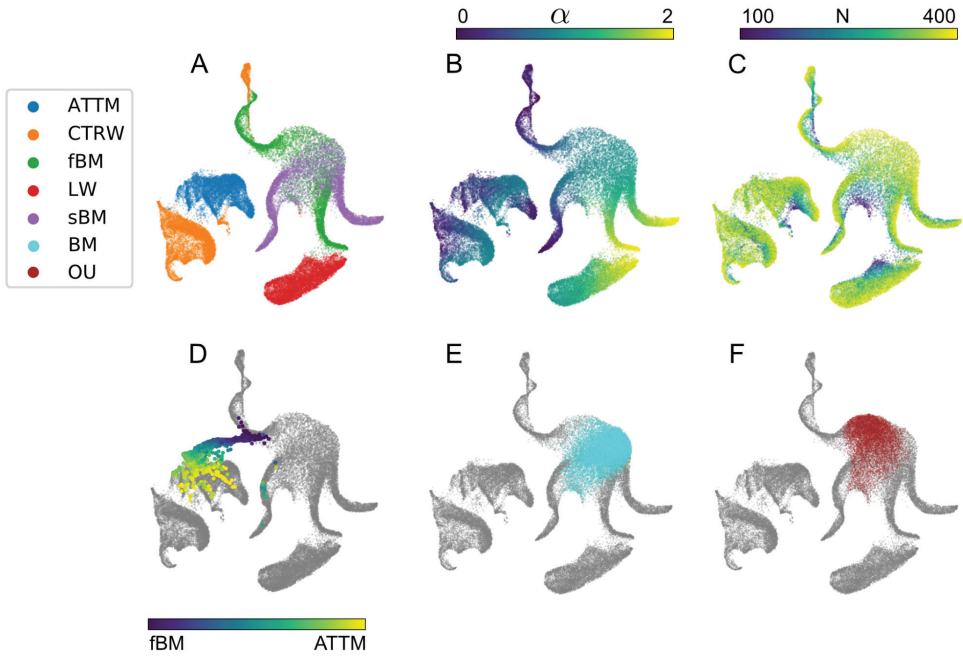 0 α 2
100 N 400
A
B
C
ATTM
CTRW
fBM
LW
sBM
BM
OU
D
E
F
fBM ATTM